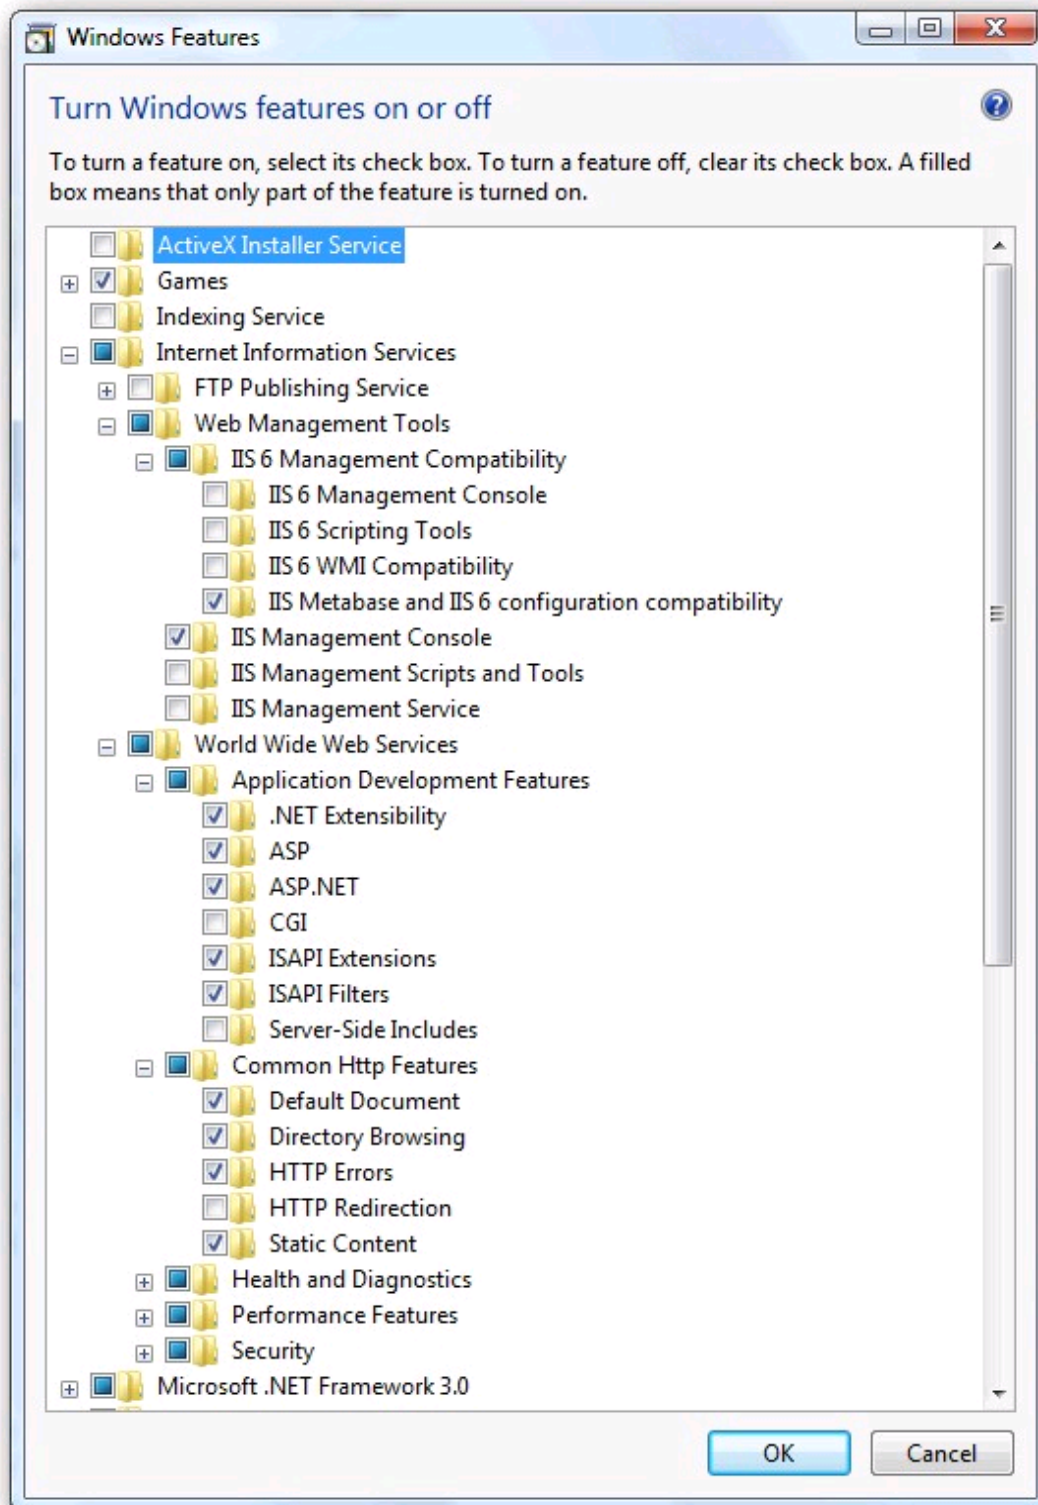 Windows Features
Turn Windows features on or off
To turn a feature on, select its check box. To turn a feature off, clear its check box. A filled
box means that only part of the feature is turned on.
ActiveX Installer Service
Games
Indexing Service
Internet Information Services
FTP Publishing Service
Web Management Tools
IIS 6 Management Compatibility
IIS 6 Management Console
IIS 6 Scripting Tools
IIS 6 WMI Compatibility
IIS Metabase and IIS 6 configuration compatibility
IIS Management Console
IIS Management Scripts and Tools
IIS Management Service
World Wide Web Services
Application Development Features
.NET Extensibility
ASP
ASP.NET
CGI
ISAPI Extensions
ISAPI Filters
Server-Side Includes
Common Http Features
Default Document
Directory Browsing
HTTP Errors
HTTP Redirection
Static Content
Health and Diagnostics
Performance Features
Security
Microsoft .NET Framework 3.0
OK Cancel